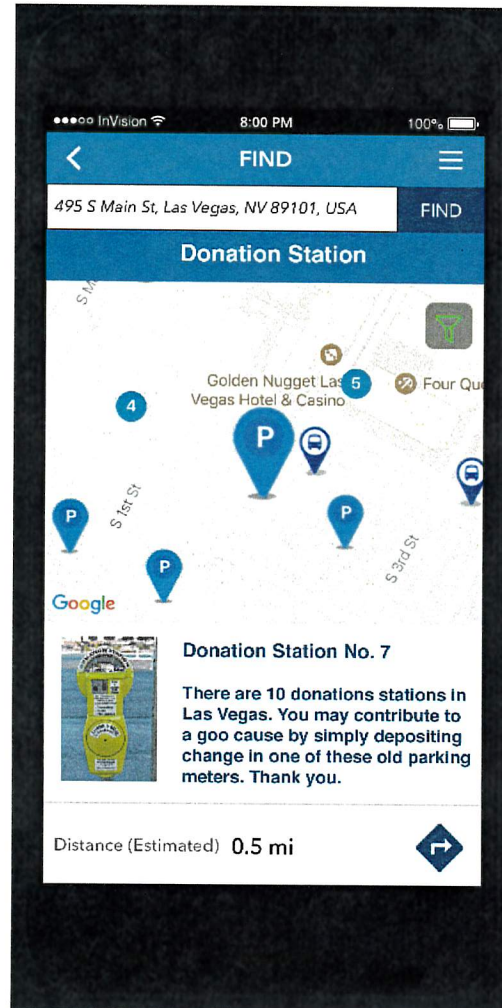 ●●●○○ InVision 8:00 PM 100%
FIND
495 S Main St, Las Vegas, NV 89101, USA FIND
Donation Station
S
Golden Nugget Las 5 Four Que
Vegas Hotel & Casino
4
P
P
S 1st St
P
P
S 3rd St
Google
Donation Station No. 7
There are 10 donations stations in
Las Vegas. You may contribute to
a goo cause by simply depositing
change in one of these old parking
meters. Thank you.
Distance (Estimated) 0.5 mi